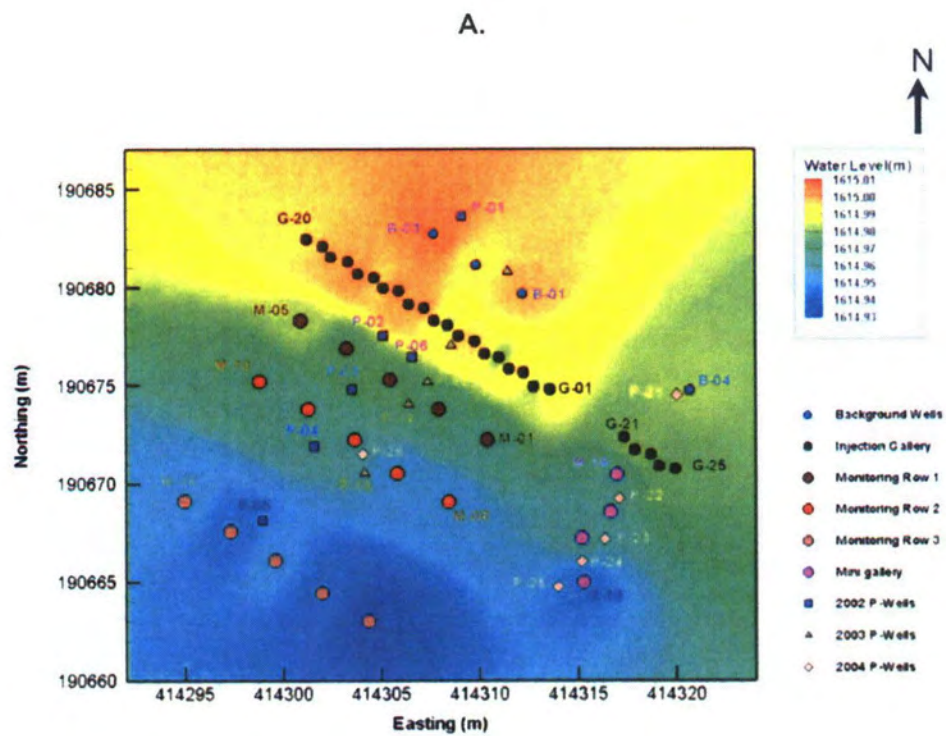 A.
N
Water Level(m)
1615.01
1615.00
1614.99
1614.98
1614.97
1614.96
1614.95
1614.94
1614.93
190685
190680
190675
190670
190665
190660
Northing (m)
G-20
P-01
B-01
M-05
P-02
P-06
G-01
B-04
G-21
M-01
G-25
P-04
414295
414300
414305
414310
414315
414320
Easting (m)
Background Wells
Injection Gallery
Monitoring Row 1
Monitoring Row 2
Monitoring Row 3
Mini gallery
2002 P-Wells
2003 P-Wells
2004 P-Wells